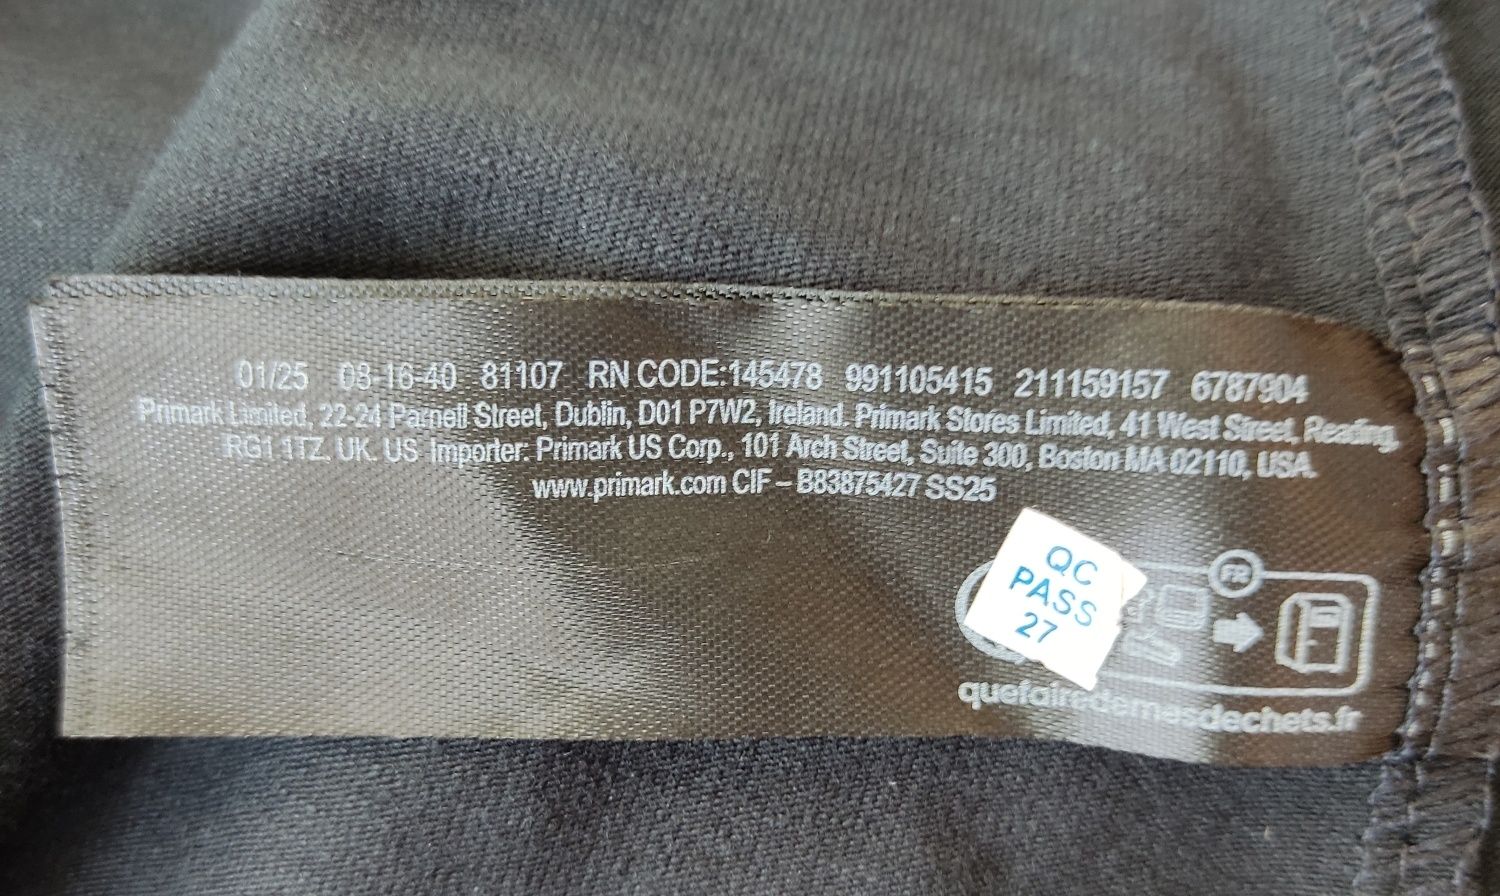 01/25 08-16-40 81107 RN CODE:145478 991105415 211159157 6787904
Primark Limited, 22-24 Parnell Street, Dublin, D01 P7W2, Ireland. Primark Stores Limited, 41 West Street, Reading,
RG1 1TZ, UK. US Importer: Primark US Corp., 101 Arch Street, Suite 300, Boston MA 02110, USA.
www.primark.com CIF – B83875427 SS25
QC
PASS
27
FR
quefairedemesdechets.fr